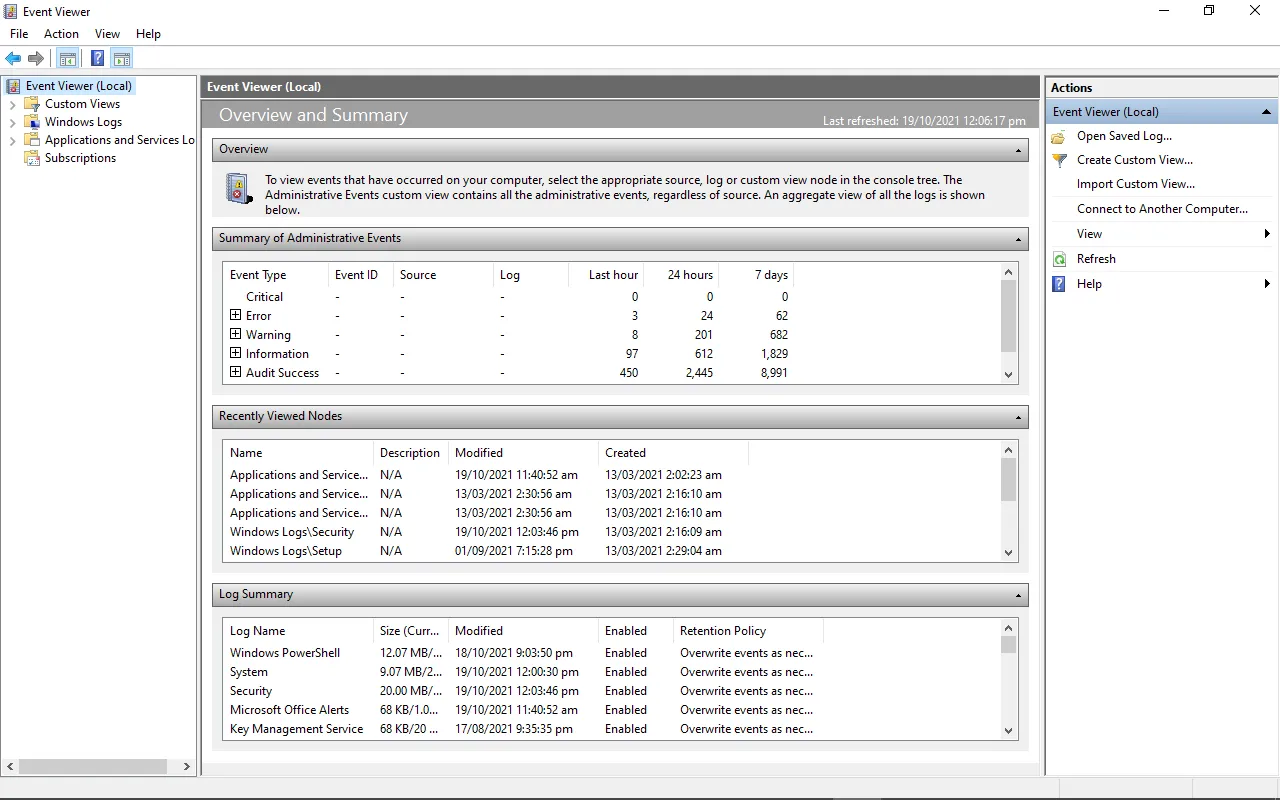 Event Viewer
File Action View Help
Event Viewer (Local)
Custom Views
Windows Logs
Applications and Services Lo
Subscriptions
Event Viewer (Local)
Overview and Summary Last refreshed: 19/10/2021 12:06:17 pm
Overview
To view events that have occurred on your computer, select the appropriate source, log or custom view node in the console tree. The
Administrative Events custom view contains all the administrative events, regardless of source. An aggregate view of all the logs is shown
below.
Summary of Administrative Events
Event Type Event ID Source Log Last hour 24 hours 7 days
Critical - - - 0 0 0
Error - - - 3 24 62
Warning - - - 8 201 682
Information - - - 97 612 1,829
Audit Success - - - 450 2,445 8,991
Recently Viewed Nodes
Name Description Modified Created
Applications and Service... N/A 19/10/2021 11:40:52 am 13/03/2021 2:02:23 am
Applications and Service... N/A 13/03/2021 2:30:56 am 13/03/2021 2:16:10 am
Applications and Service... N/A 13/03/2021 2:30:56 am 13/03/2021 2:16:10 am
Windows Logs\Security N/A 19/10/2021 12:03:46 pm 13/03/2021 2:16:09 am
Windows Logs\Setup N/A 01/09/2021 7:15:28 pm 13/03/2021 2:29:04 am
Log Summary
Log Name Size (Curr... Modified Enabled Retention Policy
Windows PowerShell 12.07 MB/... 18/10/2021 9:03:50 pm Enabled Overwrite events as nec...
System 9.07 MB/2... 19/10/2021 12:00:30 pm Enabled Overwrite events as nec...
Security 20.00 MB/... 19/10/2021 12:03:46 pm Enabled Overwrite events as nec...
Microsoft Office Alerts 68 KB/1.0... 19/10/2021 11:40:52 am Enabled Overwrite events as nec...
Key Management Service 68 KB/20 ... 17/08/2021 9:35:35 pm Enabled Overwrite events as nec...
Actions
Event Viewer (Local)
Open Saved Log...
Create Custom View...
Import Custom View...
Connect to Another Computer...
View
Refresh
Help